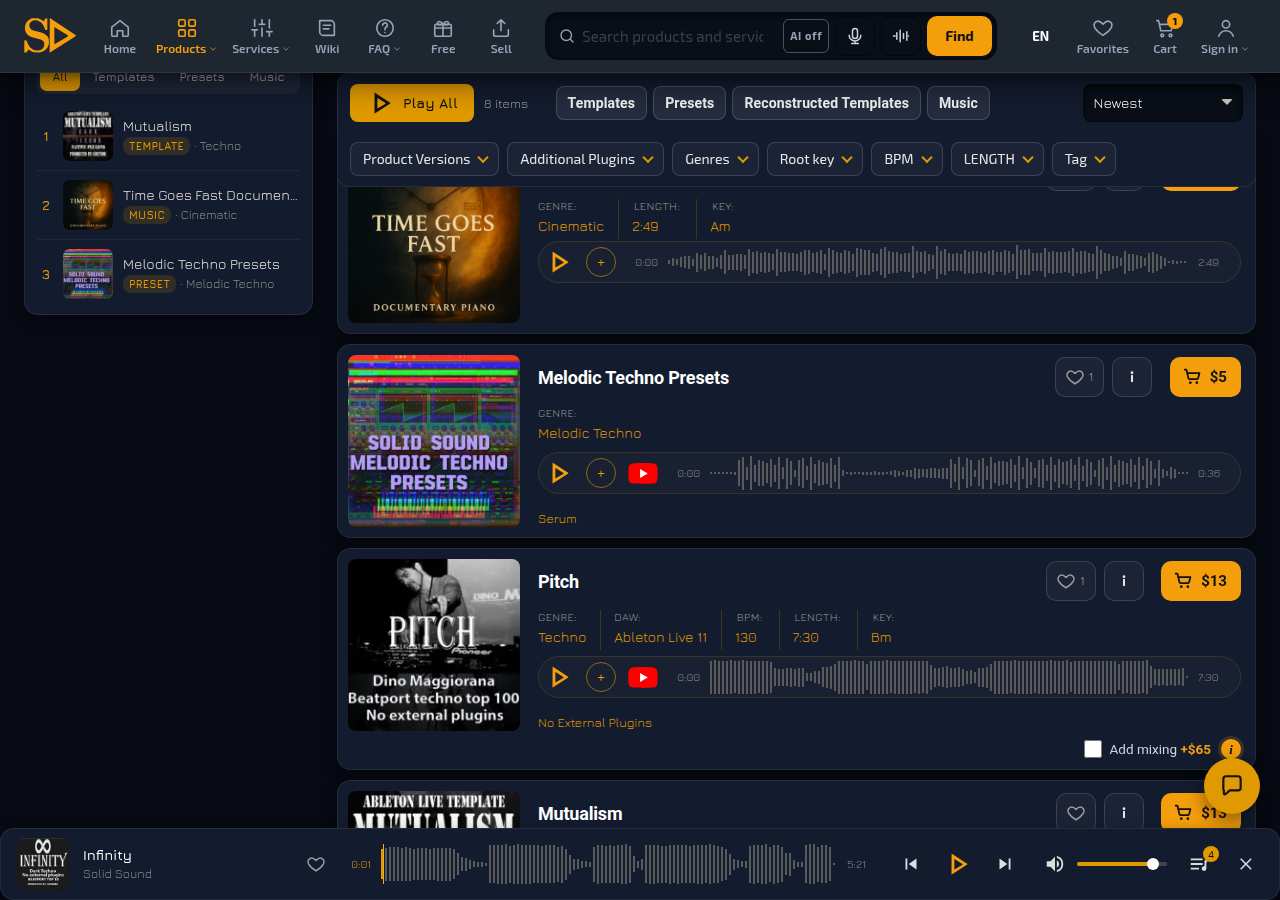 SD
Home
Products
Services
Wiki
FAQ
Free
Sell
Search products and servic
AI off
Find
EN
Favorites
1
Cart
Sign in
All
Templates
Presets
Music
1
Mutualism
TEMPLATE · Techno
2
Time Goes Fast Documen...
MUSIC · Cinematic
3
Melodic Techno Presets
PRESET · Melodic Techno
Play All
8 items
Templates
Presets
Reconstructed Templates
Music
Newest
Product Versions
Additional Plugins
Genres
Root key
BPM
LENGTH
Tag
TIME GOES
FAST
DOCUMENTARY PIANO
GENRE:
Cinematic
LENGTH:
2:49
KEY:
Am
+
0:00
2:49
SOLID SOUND
MELODIC TECHNO
PRESETS
Melodic Techno Presets
1
i
$5
GENRE:
Melodic Techno
+
0:00
0:36
Serum
PITCH
Dino Maggiorana
Beatport techno top 100
No external plugins
Pitch
1
i
$13
GENRE:
Techno
DAW:
Ableton Live 11
BPM:
130
LENGTH:
7:30
KEY:
Bm
+
0:00
7:30
No External Plugins
Add mixing +$65
i
ABLETON LIVE TEMPLATE
MUTUALISM
Mutualism
i
$13
INFINITY
Infinity
Solid Sound
0:01
5:21
4